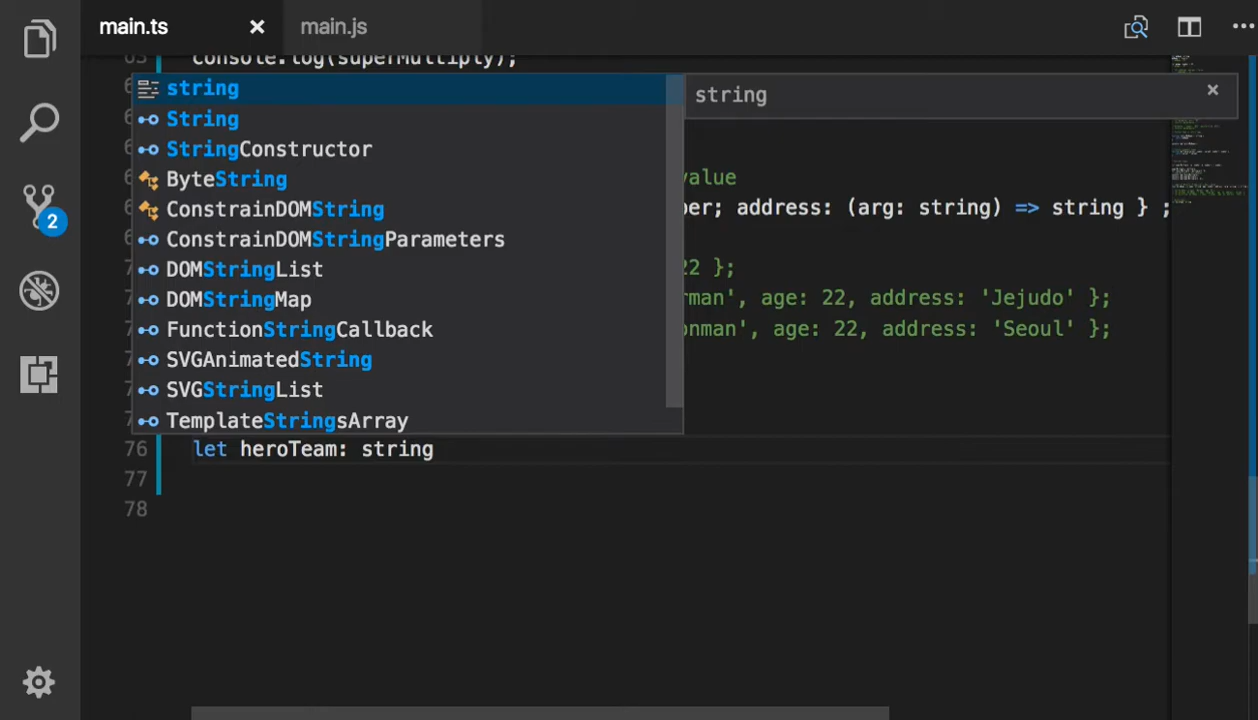 main.ts
main.js
63 console.log(superMultiply);
string
string
String
StringConstructor
ByteString
value
ConstrainDOMString
ber; address: (arg: string) => string } ;
ConstrainDOMStringParameters
DOMStringList
22 };
DOMStringMap
rman', age: 22, address: 'Jejudo' };
FunctionStringCallback
onman', age: 22, address: 'Seoul' };
SVGAnimatedString
SVGStringList
TemplateStringsArray
76 let heroTeam: string
77
78
2